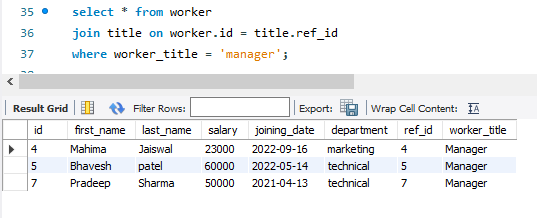 35 select * from worker
36 join title on worker.id = title.ref_id
37 where worker_title = 'manager';
Result Grid Filter Rows: Export: Wrap Cell Content:
id first_name last_name salary joining_date department ref_id worker_title
4 Mahima Jaiswal 23000 2022-09-16 marketing 4 Manager
5 Bhavesh patel 60000 2022-05-14 technical 5 Manager
7 Pradeep Sharma 50000 2021-04-13 technical 7 Manager